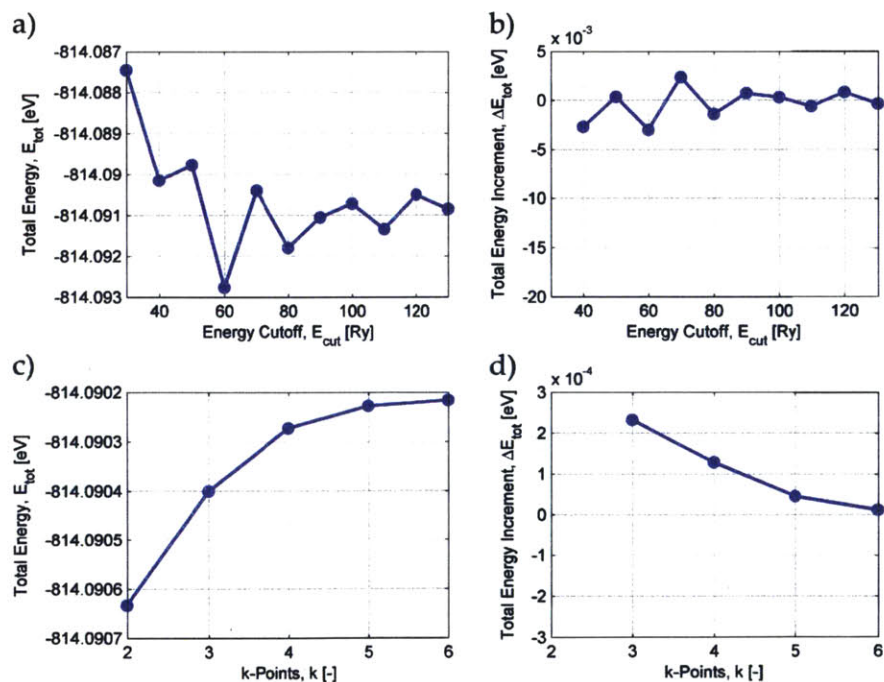 a)
Total Energy, E_tot [eV]
-814.087
-814.088
-814.089
-814.09
-814.091
-814.092
-814.093
40 60 80 100 120
Energy Cutoff, E_cut [Ry]
b)
× 10⁻³
Total Energy Increment, ΔE_tot [eV]
5
0
-5
-10
-15
-20
40 60 80 100 120
Energy Cutoff, E_cut [Ry]
c)
Total Energy, E_tot [eV]
-814.0902
-814.0903
-814.0904
-814.0905
-814.0906
-814.0907
2 3 4 5 6
k-Points, k [-]
d)
× 10⁻⁴
Total Energy Increment, ΔE_tot [eV]
3
2
1
0
-1
-2
-3
2 3 4 5 6
k-Points, k [-]